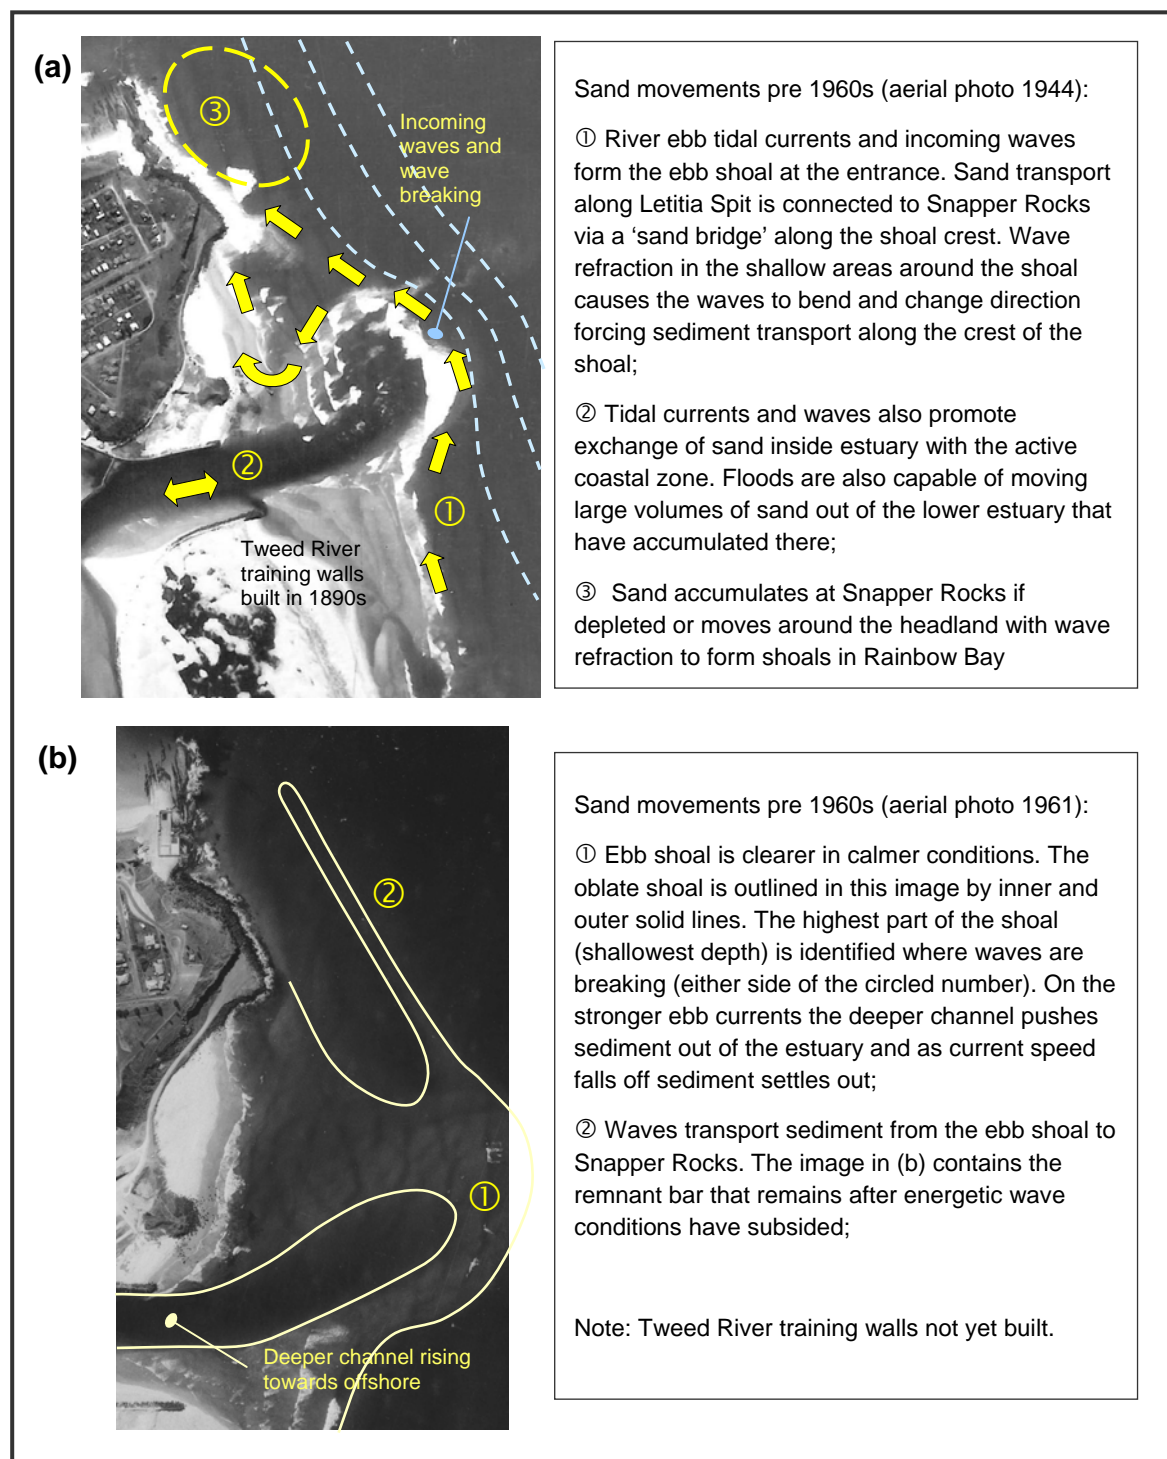 (a)
③
Incoming
waves and
wave
breaking
②
①
Tweed River
training walls
built in 1890s
Sand movements pre 1960s (aerial photo 1944):
① River ebb tidal currents and incoming waves
form the ebb shoal at the entrance. Sand transport
along Letitia Spit is connected to Snapper Rocks
via a ‘sand bridge’ along the shoal crest. Wave
refraction in the shallow areas around the shoal
causes the waves to bend and change direction
forcing sediment transport along the crest of the
shoal;
② Tidal currents and waves also promote
exchange of sand inside estuary with the active
coastal zone. Floods are also capable of moving
large volumes of sand out of the lower estuary that
have accumulated there;
③ Sand accumulates at Snapper Rocks if
depleted or moves around the headland with wave
refraction to form shoals in Rainbow Bay
(b)
②
①
Deeper channel rising
towards offshore
Sand movements pre 1960s (aerial photo 1961):
① Ebb shoal is clearer in calmer conditions. The
oblate shoal is outlined in this image by inner and
outer solid lines. The highest part of the shoal
(shallowest depth) is identified where waves are
breaking (either side of the circled number). On the
stronger ebb currents the deeper channel pushes
sediment out of the estuary and as current speed
falls off sediment settles out;
② Waves transport sediment from the ebb shoal to
Snapper Rocks. The image in (b) contains the
remnant bar that remains after energetic wave
conditions have subsided;
Note: Tweed River training walls not yet built.